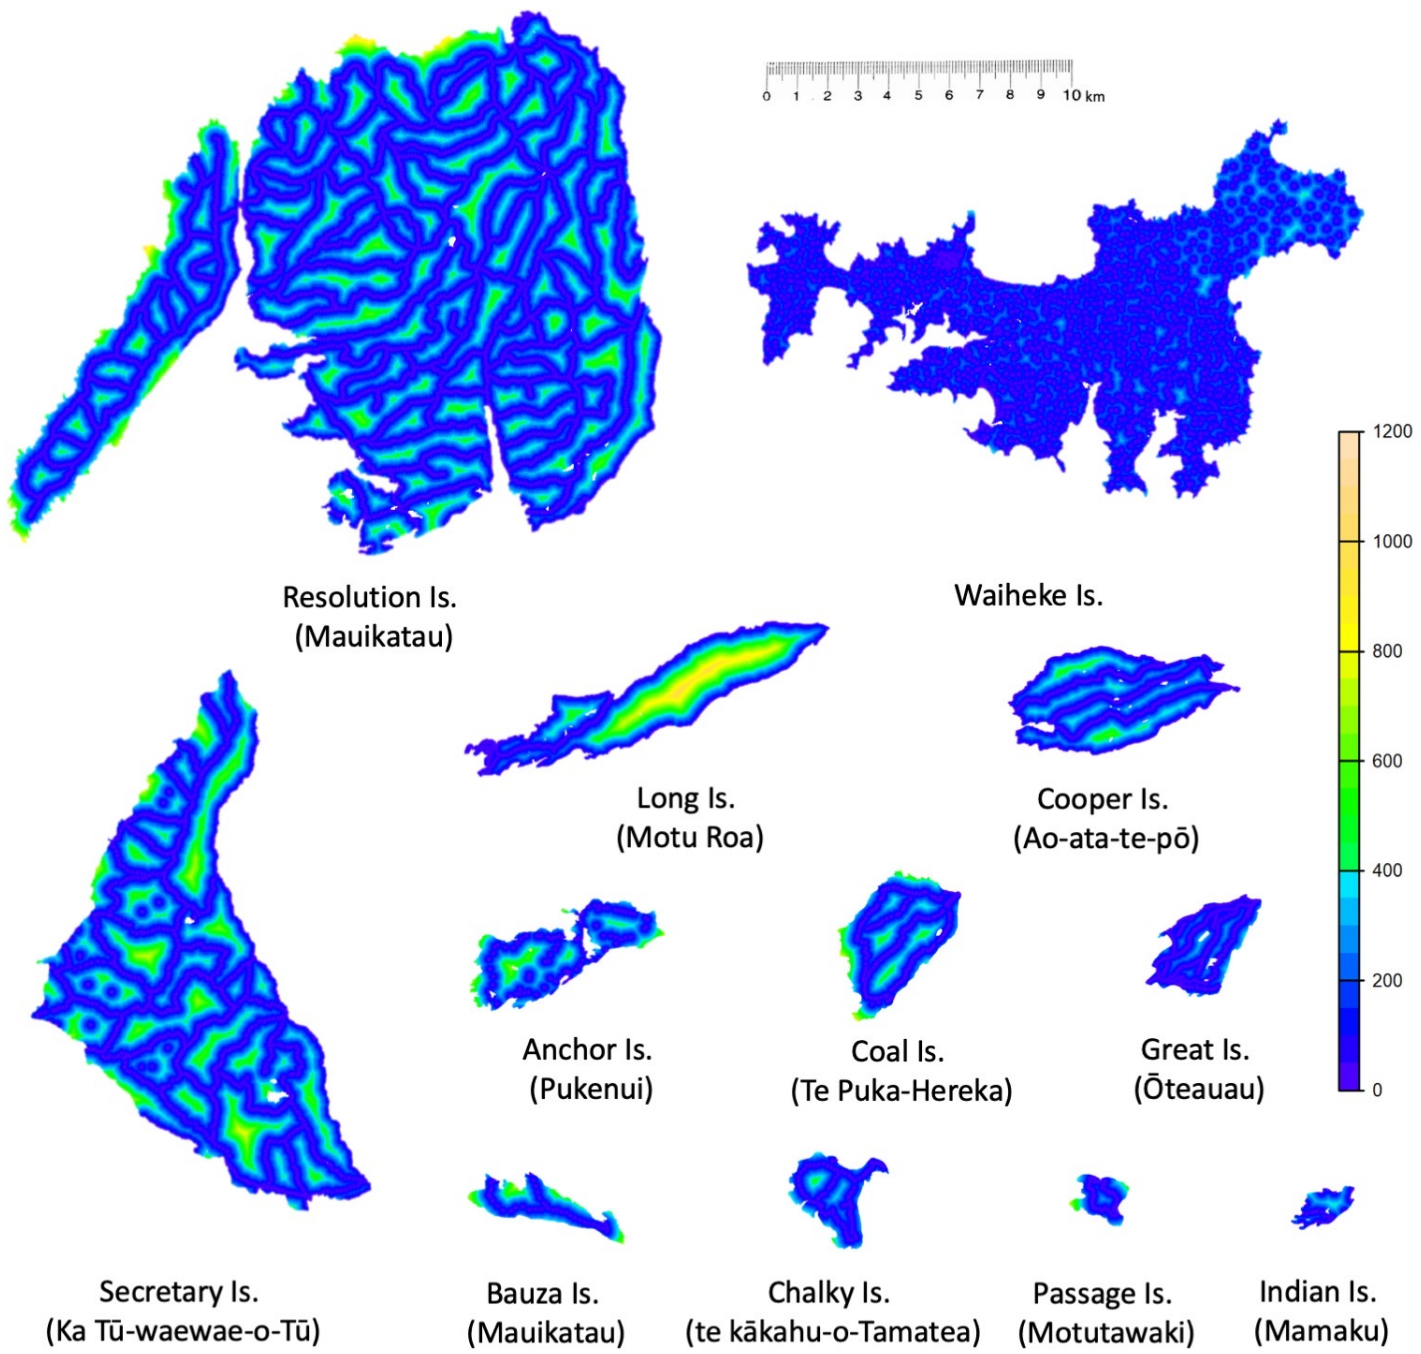 0 1 2 3 4 5 6 7 8 9 10 km
Resolution Is.
(Mauikatau)
Waiheke Is.
1200
1000
800
600
400
200
0
Long Is.
(Motu Roa)
Cooper Is.
(Ao-ata-te-pō)
Anchor Is.
(Pukenui)
Coal Is.
(Te Puka-Hereka)
Great Is.
(Ōteauau)
Secretary Is.
(Ka Tū-waewae-o-Tū)
Bauza Is.
(Mauikatau)
Chalky Is.
(te kākahu-o-Tamatea)
Passage Is.
(Motutawaki)
Indian Is.
(Mamaku)